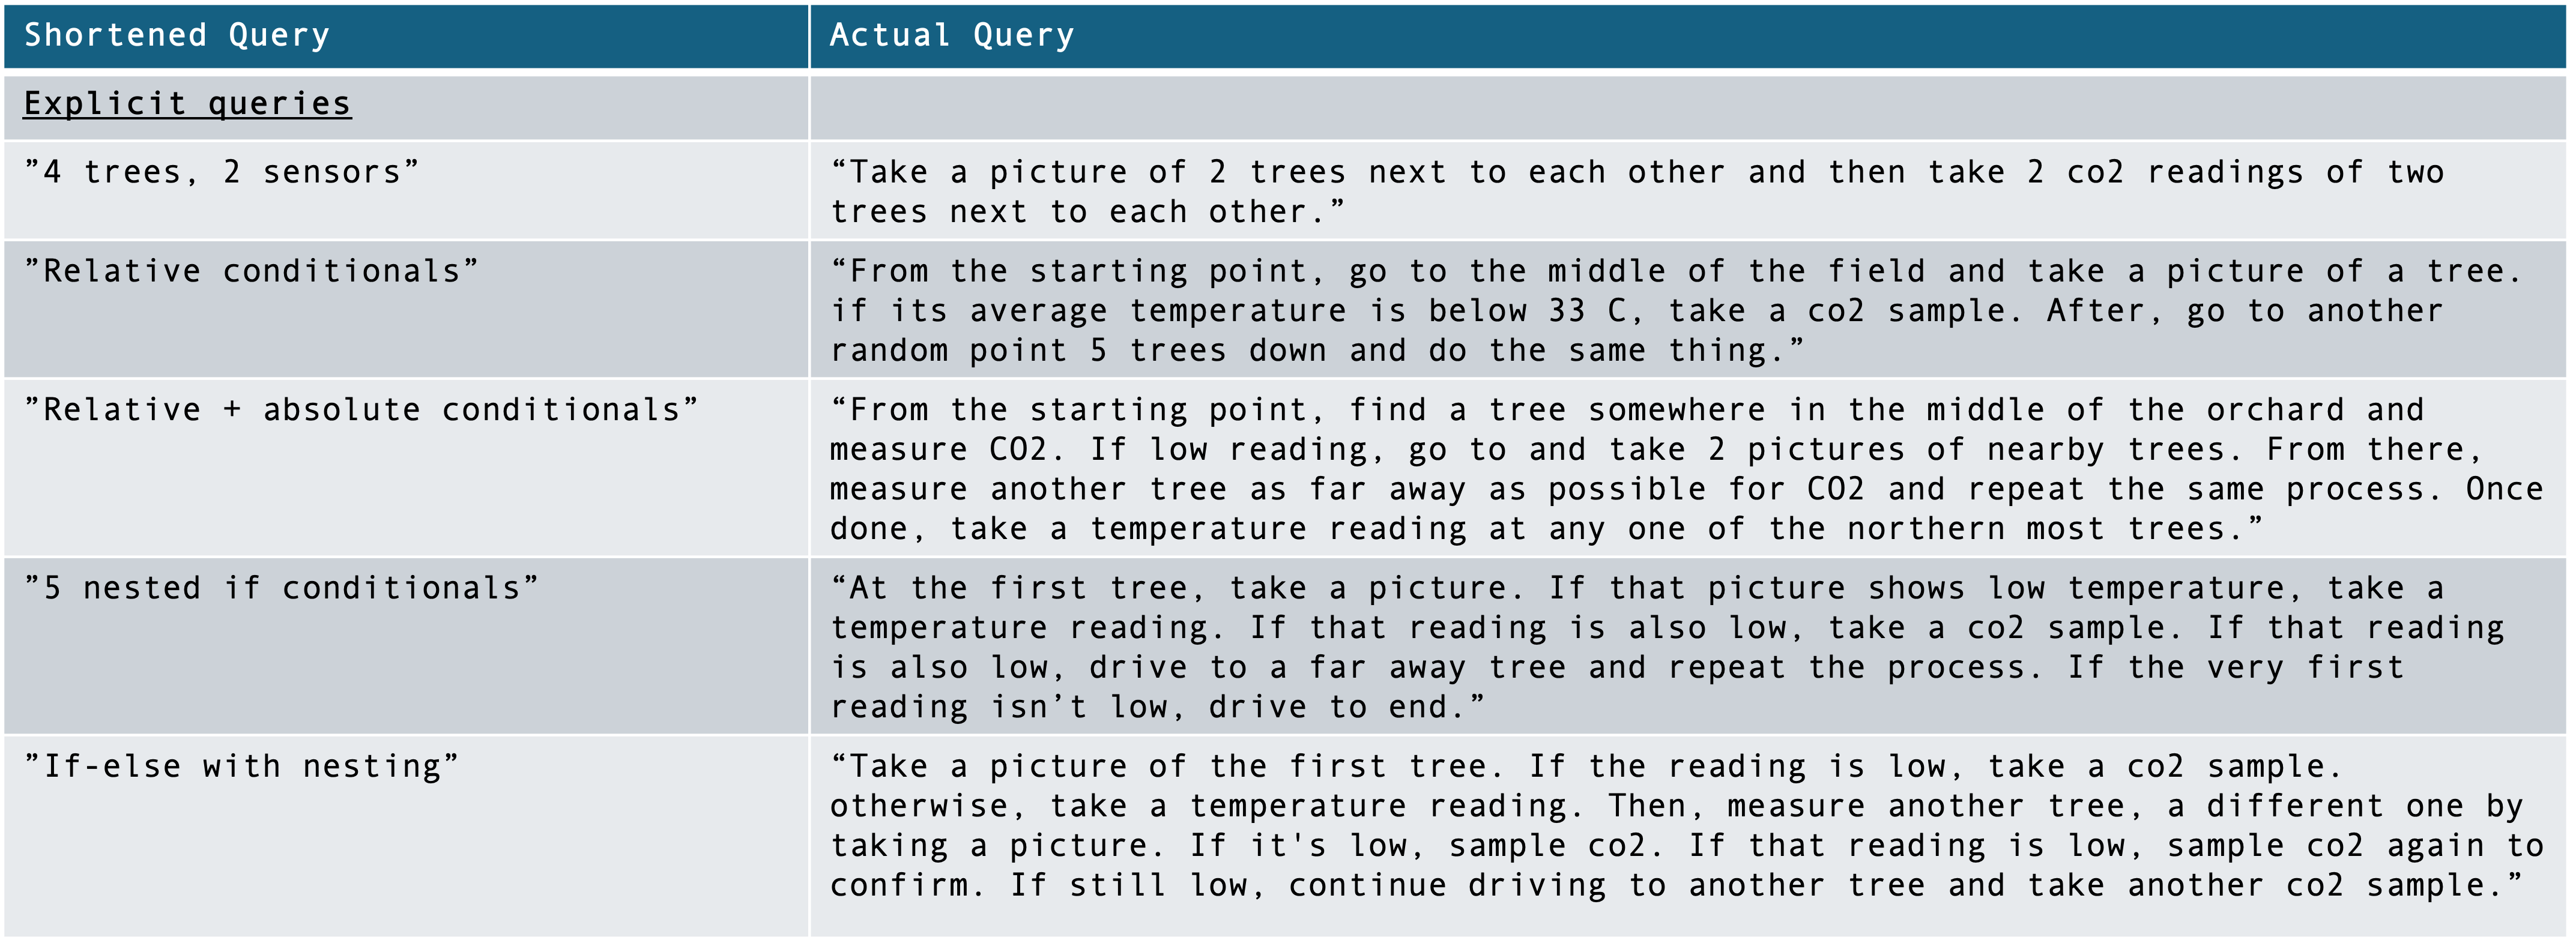 Shortened Query
Actual Query
Explicit queries
”4 trees, 2 sensors”
“Take a picture of 2 trees next to each other and then take 2 co2 readings of two
trees next to each other.”
”Relative conditionals”
“From the starting point, go to the middle of the field and take a picture of a tree.
if its average temperature is below 33 C, take a co2 sample. After, go to another
random point 5 trees down and do the same thing.”
”Relative + absolute conditionals”
“From the starting point, find a tree somewhere in the middle of the orchard and
measure CO2. If low reading, go to and take 2 pictures of nearby trees. From there,
measure another tree as far away as possible for CO2 and repeat the same process. Once
done, take a temperature reading at any one of the northern most trees.”
”5 nested if conditionals”
“At the first tree, take a picture. If that picture shows low temperature, take a
temperature reading. If that reading is also low, take a co2 sample. If that reading
is also low, drive to a far away tree and repeat the process. If the very first
reading isn’t low, drive to end.”
”If-else with nesting”
“Take a picture of the first tree. If the reading is low, take a co2 sample.
otherwise, take a temperature reading. Then, measure another tree, a different one by
taking a picture. If it's low, sample co2. If that reading is low, sample co2 again to
confirm. If still low, continue driving to another tree and take another co2 sample.”